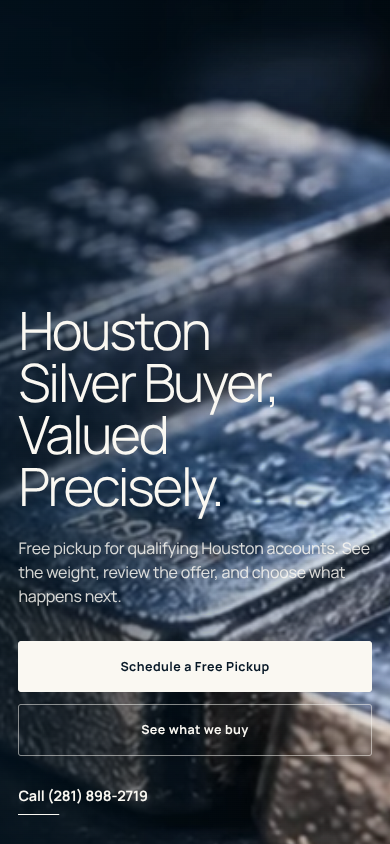 Houston
Silver Buyer,
Valued
Precisely.
Free pickup for qualifying Houston accounts. See
the weight, review the offer, and choose what
happens next.
Schedule a Free Pickup
See what we buy
Call (281) 898-2719